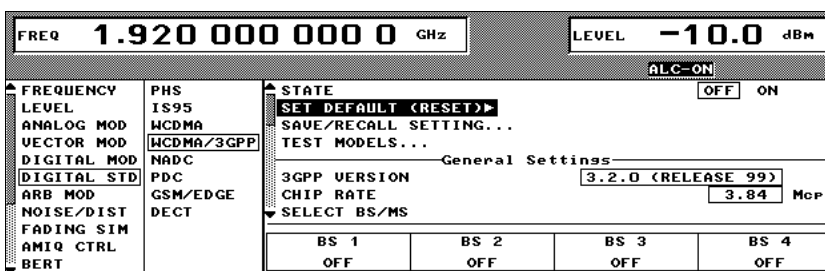 FREQ 1.920 000 000 0 GHz LEVEL -10.0 dBm
ALC-ON
FREQUENCY
LEVEL
ANALOG MOD
VECTOR MOD
DIGITAL MOD
DIGITAL STD
ARB MOD
NOISE/DIST
FADING SIM
AMIQ CTRL
BERT
PHS
IS95
WCDMA
WCDMA/3GPP
NADC
PDC
GSM/EDGE
DECT
STATE OFF ON
SET DEFAULT (RESET)▶
SAVE/RECALL SETTING...
TEST MODELS...
General Settings
3GPP VERSION 3.2.0 (RELEASE 99)
CHIP RATE 3.84 Mcp
SELECT BS/MS
BS 1 BS 2 BS 3 BS 4
OFF OFF OFF OFF